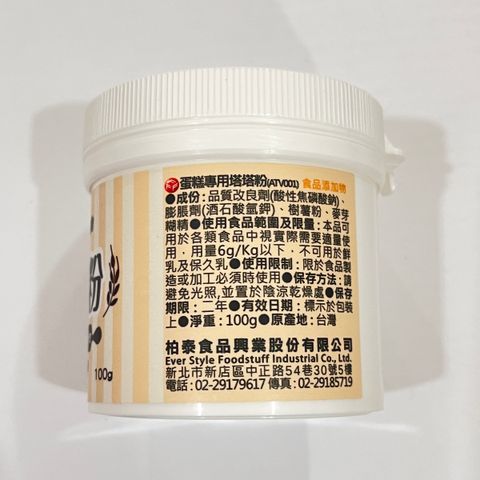 蛋糕專用塔塔粉(ATV001) 食品添加物
●成份:品質改良劑(酸性焦磷酸鈉)、
膨脹劑(酒石酸氫鉀)、樹薯粉、麥芽
糊精●使用食品範圍及限量:本品可
用於各類食品中視實際需要適量使
用,用量6g/Kg以下,不可用於鮮
乳及保久乳●使用限制:限於食品製
造或加工必須時使用●保存方法:請
避免光照,並置於陰涼乾燥處●保存
期限:二年●有效日期:標示於包裝
上●淨重:100g●原產地:台灣
柏泰食品興業股份有限公司
Ever Style Foodstuff Industrial Co., Ltd.
新北市新店區中正路54巷30號5樓
電話:02-29179617 傳真:02-29185719
粉
100g